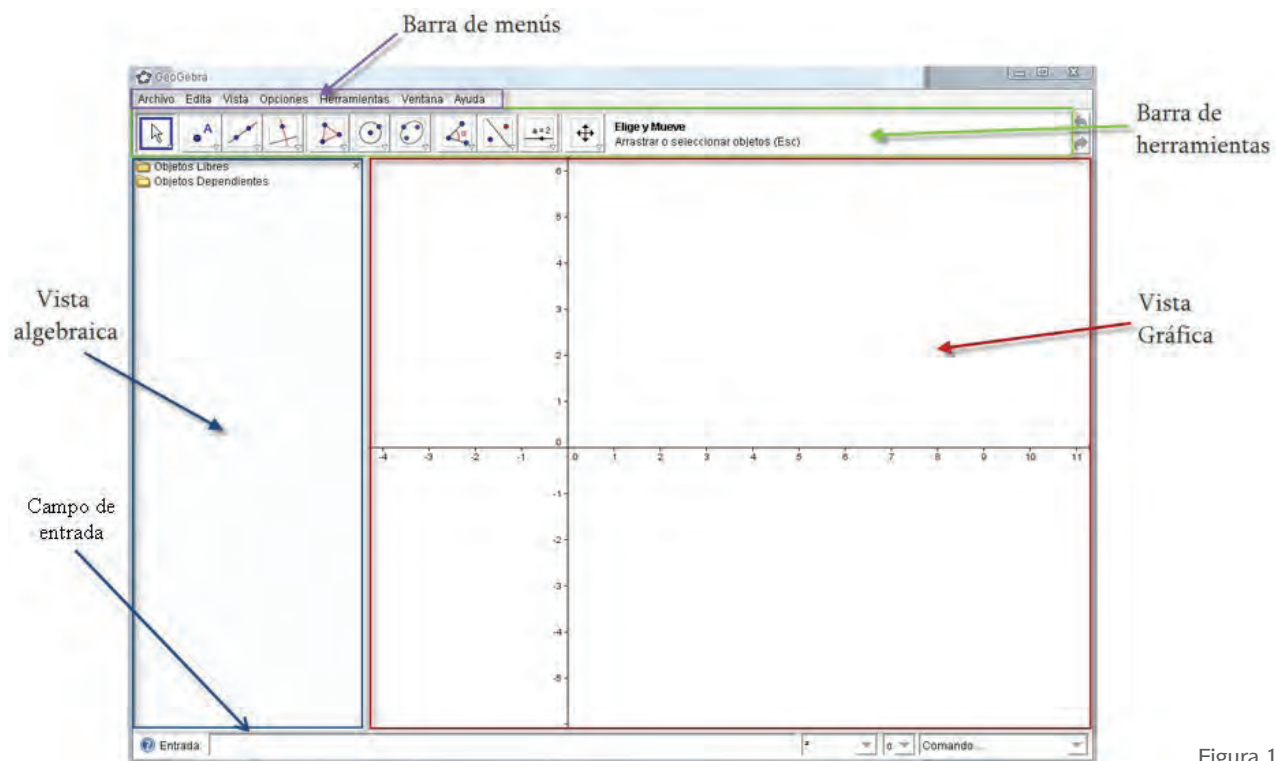 Barra de menús
GeoGebra
Archivo Edita Vista Opciones Herramientas Ventana Ayuda
A
α
a=2
Elige y Mueve
Arrastrar o seleccionar objetos (Esc)
Barra de
herramientas
Objetos Libres
Objetos Dependientes
Vista
algebraica
Vista
Gráfica
Campo de
entrada
6
5
4
3
2
1
0
-4 -3 -2 -1 0 1 2 3 4 5 6 7 8 9 10 11
-1
-2
-3
-4
-5
Entrada:
²
α
Comando...
Figura 1